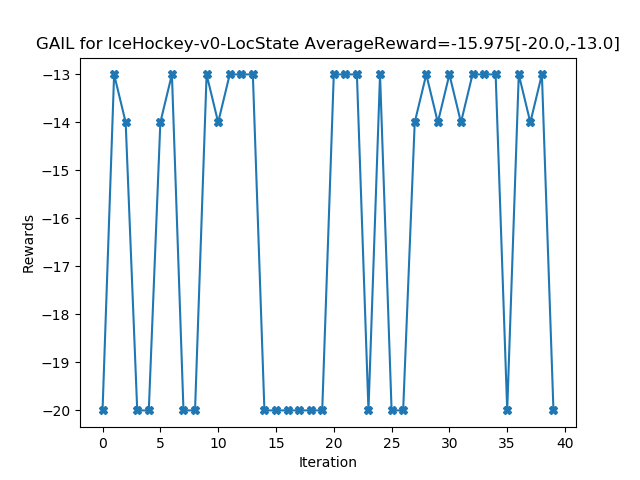 GAIL for IceHockey-v0-LocState AverageReward=-15.975[-20.0,-13.0]
−13
−14
−15
−16
−17
−18
−19
−20
Rewards
0 5 10 15 20 25 30 35 40
Iteration